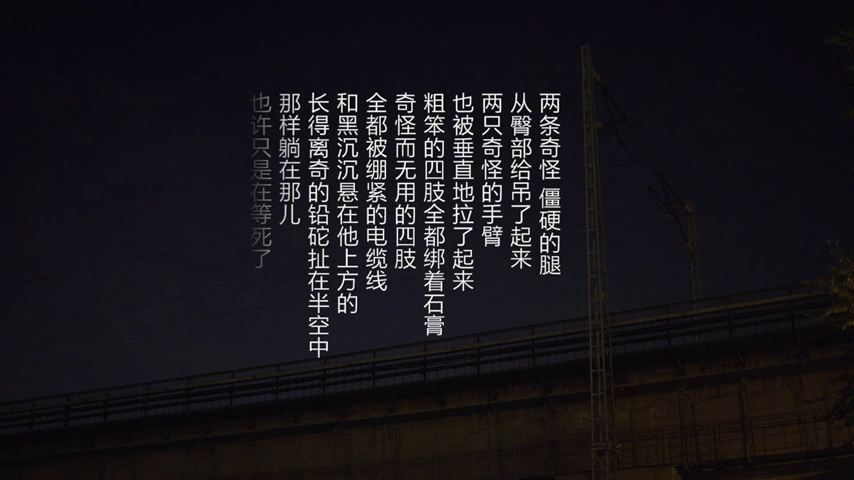 两条奇怪 僵硬的腿
从臀部给吊了起来
两只奇怪的手臂
也被垂直地拉了起来
粗笨的四肢全都绑着石膏
奇怪而无用的四肢
全都被绷紧的电缆线
和黑沉沉悬在他上方的
长得离奇的铅砣扯在半空中
那样躺在那儿
也许只是在等死了